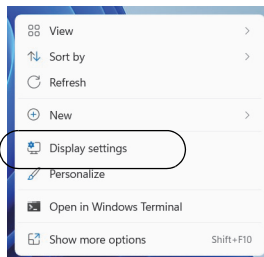 View
Sort by
Refresh
New
Display settings
Personalize
Open in Windows Terminal
Show more options Shift+F10